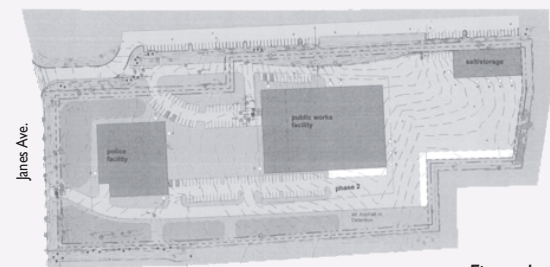 salt/storage
public works
facility
Janes Ave.
police
facility
phase 2